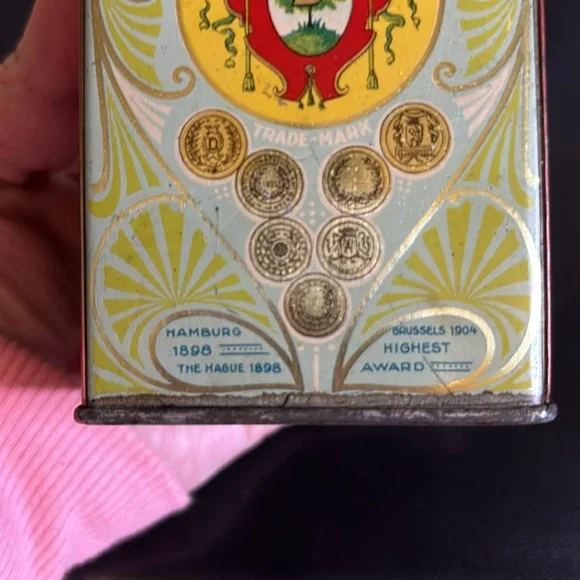 TRADE-MARK
D
HAMBURG
1898
THE HAGUE 1898
BRUSSELS 1904
HIGHEST
AWARD